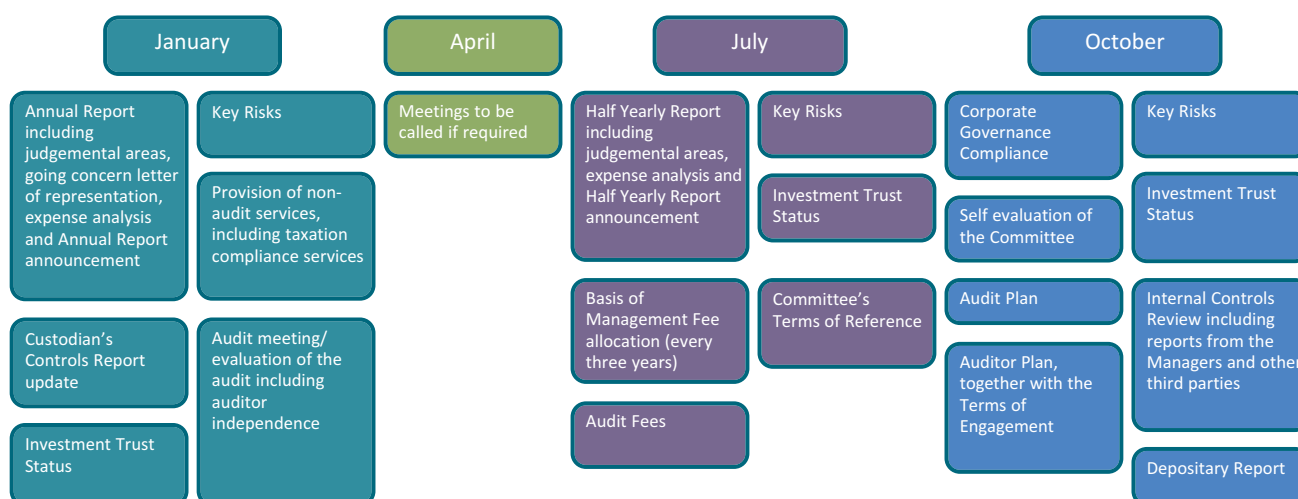 January
Annual Report
including
judgemental areas,
going concern letter
of representation,
expense analysis
and Annual Report
announcement
Custodian’s
Controls Report
update
Investment Trust
Status
Key Risks
Provision of non-
audit services,
including taxation
compliance services
Audit meeting/
evaluation of the
audit including
auditor
independence
April
Meetings to be
called if required
July
Half Yearly Report
including
judgemental areas,
expense analysis and
Half Yearly Report
announcement
Basis of
Management Fee
allocation (every
three years)
Audit Fees
Key Risks
Investment Trust
Status
Committee’s
Terms of Reference
October
Corporate
Governance
Compliance
Self evaluation of
the Committee
Audit Plan
Auditor Plan,
together with the
Terms of
Engagement
Key Risks
Investment Trust
Status
Internal Controls
Review including
reports from the
Managers and other
third parties
Depositary Report